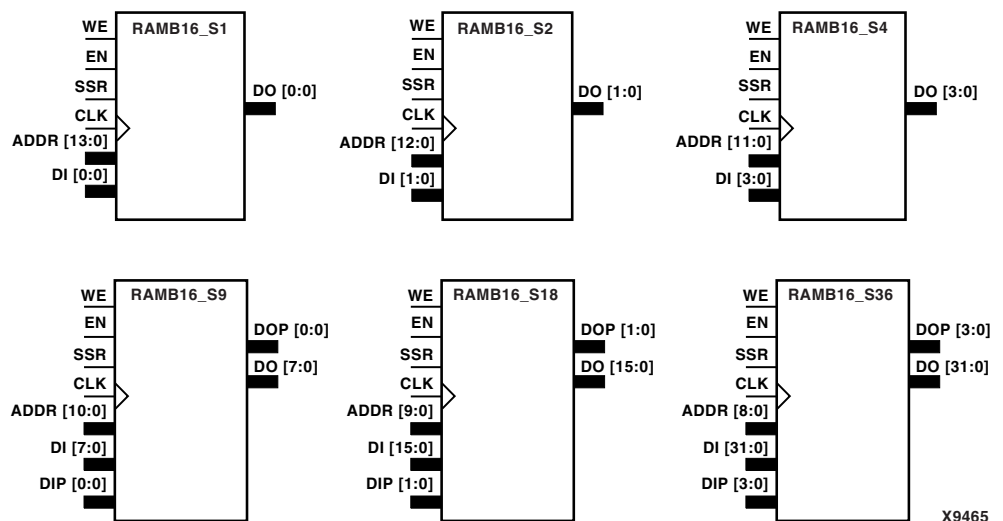 WE
RAMB16_S1
EN
SSR
DO [0:0]
CLK
ADDR [13:0]
DI [0:0]
WE
RAMB16_S2
EN
SSR
DO [1:0]
CLK
ADDR [12:0]
DI [1:0]
WE
RAMB16_S4
EN
SSR
DO [3:0]
CLK
ADDR [11:0]
DI [3:0]
WE
RAMB16_S9
EN
DOP [0:0]
SSR
DO [7:0]
CLK
ADDR [10:0]
DI [7:0]
DIP [0:0]
WE
RAMB16_S18
EN
DOP [1:0]
SSR
DO [15:0]
CLK
ADDR [9:0]
DI [15:0]
DIP [1:0]
WE
RAMB16_S36
EN
DOP [3:0]
SSR
DO [31:0]
CLK
ADDR [8:0]
DI [31:0]
DIP [3:0]
X9465